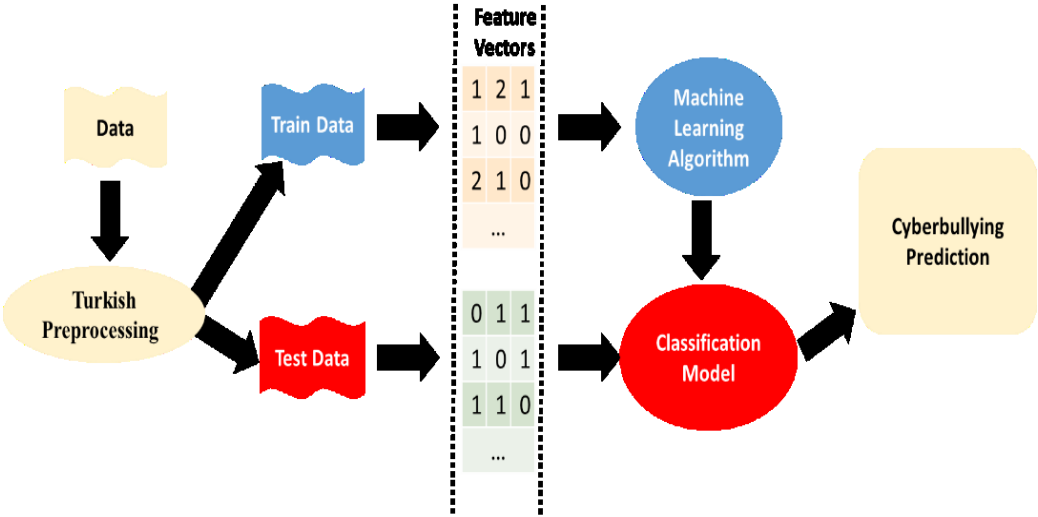 Feature
Vectors
Data
Train Data
1 2 1
1 0 0
2 1 0
...
Machine
Learning
Algorithm
Cyberbullying
Prediction
Turkish
Preprocessing
Test Data
0 1 1
1 0 1
1 1 0
...
Classification
Model